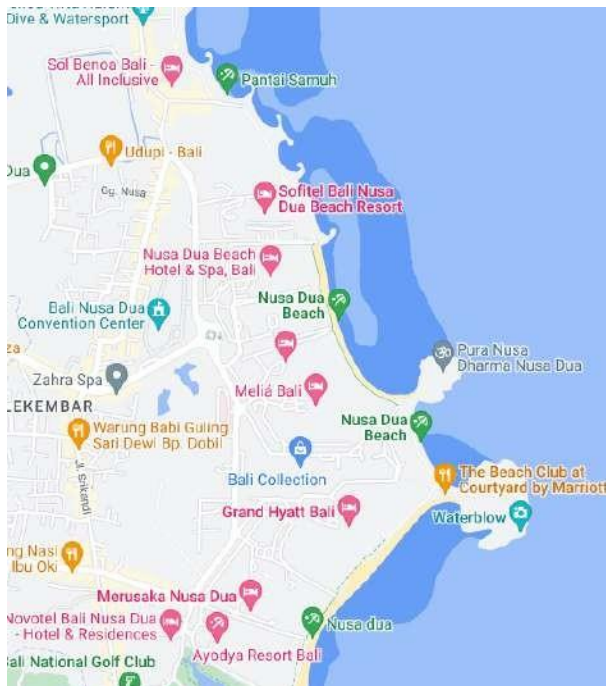 Dive & Watersport
Sol Benoa Bali -
All Inclusive
Pantai Samuh
Udupi - Bali
Dua
Gg. Nusa
Sofitel Bali Nusa
Dua Beach Resort
Nusa Dua Beach
Hotel & Spa, Bali
Nusa Dua
Beach
Bali Nusa Dua
Convention Center
Pura Nusa
Dharma Nusa Dua
za
Zahra Spa
Meliá Bali
LEKEMBAR
Nusa Dua
Beach
Warung Babi Guling
Sari Dewi Bp. Dobil
Bali Collection
The Beach Club at
Courtyard by Marriott
Jl. Srikandi
Grand Hyatt Bali
Waterblow
ng Nasi
Ibu Oki
Merusaka Nusa Dua
Novotel Bali Nusa Dua
- Hotel & Residences
Nusa dua
Ayodya Resort Bali
Bali National Golf Club